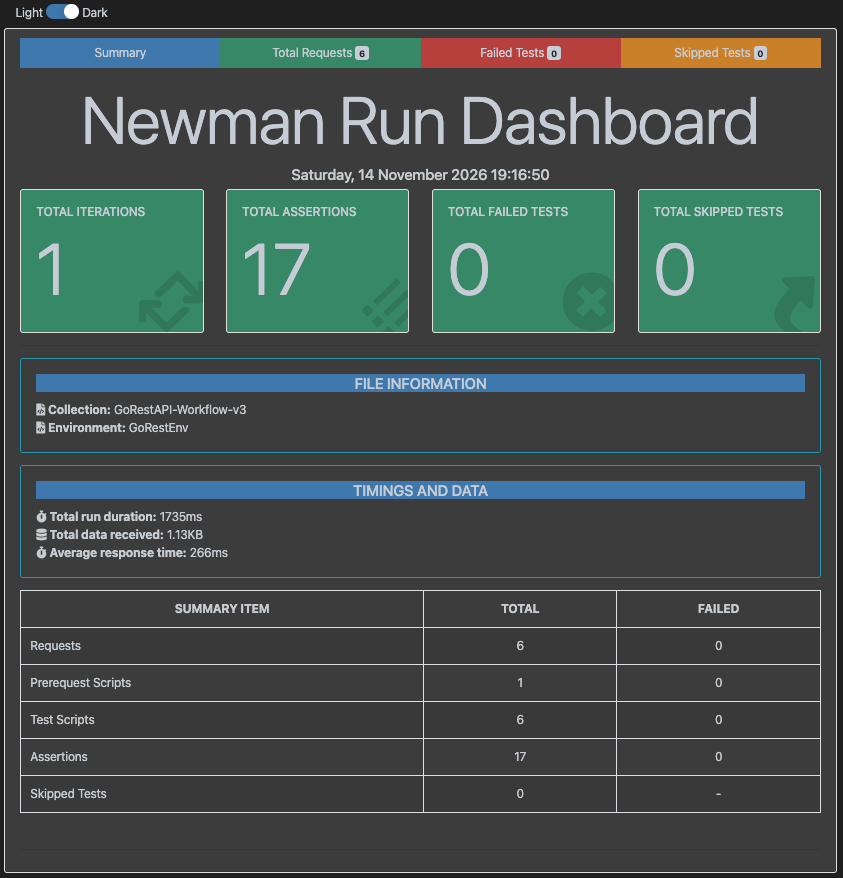 Light Dark
Summary Total Requests 6 Failed Tests 0 Skipped Tests 0
Newman Run Dashboard
Saturday, 14 November 2026 19:16:50
TOTAL ITERATIONS TOTAL ASSERTIONS TOTAL FAILED TESTS TOTAL SKIPPED TESTS
1 17 0 0
FILE INFORMATION
Collection: GoRestAPI-Workflow-v3
Environment: GoRestEnv
TIMINGS AND DATA
Total run duration: 1735ms
Total data received: 1.13KB
Average response time: 266ms
SUMMARY ITEM TOTAL FAILED
Requests 6 0
Prerequest Scripts 1 0
Test Scripts 6 0
Assertions 17 0
Skipped Tests 0 -